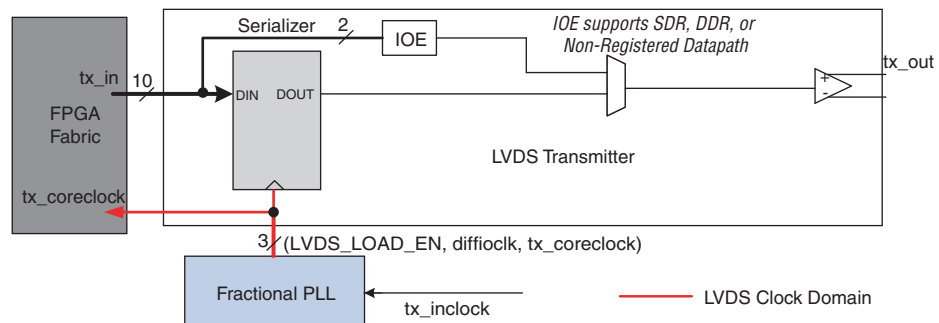 Serializer
2
IOE
IOE supports SDR, DDR, or
Non-Registered Datapath
tx_in
10
FPGA
Fabric
DIN
DOUT
+
-
tx_out
LVDS Transmitter
tx_coreclock
3
(LVDS_LOAD_EN, diffioclk, tx_coreclock)
Fractional PLL
tx_inclock
LVDS Clock Domain